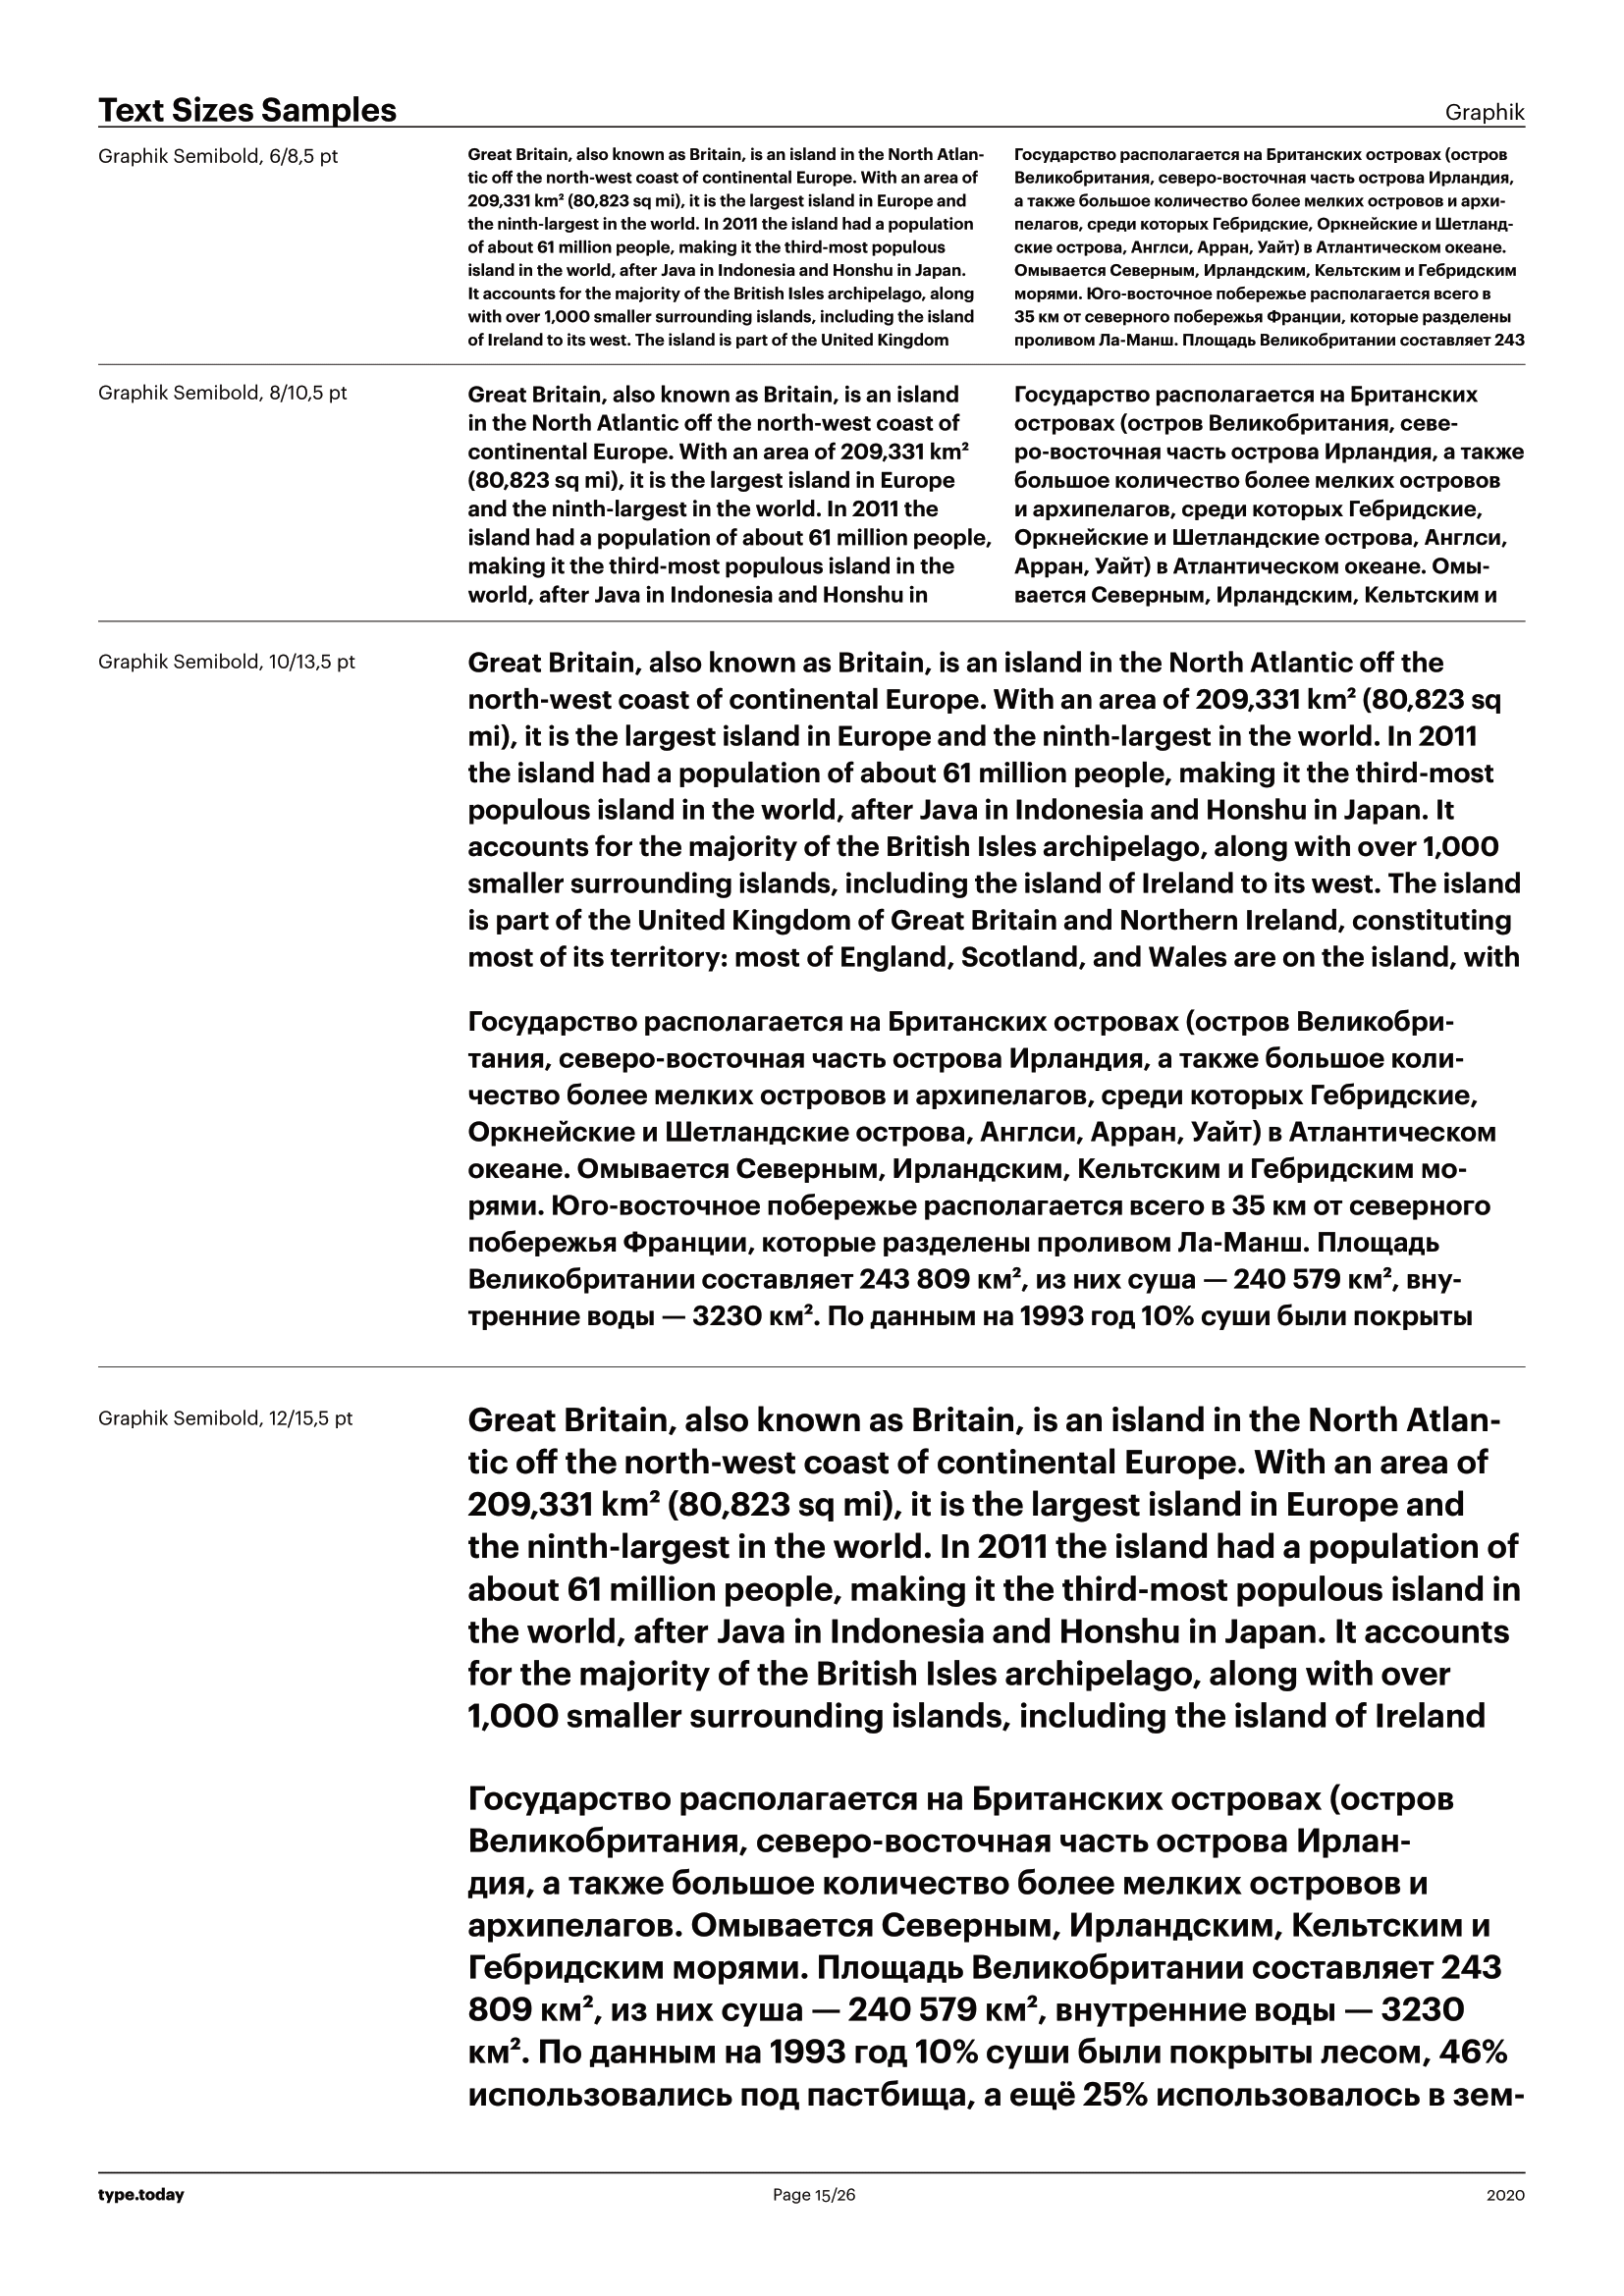 Text Sizes Samples
Graphik
Graphik Semibold, 6/8,5 pt
Great Britain, also known as Britain, is an island in the North Atlan-
tic off the north-west coast of continental Europe. With an area of
209,331 km² (80,823 sq mi), it is the largest island in Europe and
the ninth-largest in the world. In 2011 the island had a population
of about 61 million people, making it the third-most populous
island in the world, after Java in Indonesia and Honshu in Japan.
It accounts for the majority of the British Isles archipelago, along
with over 1,000 smaller surrounding islands, including the island
of Ireland to its west. The island is part of the United Kingdom
Государство располагается на Британских островах (остров
Великобритания, северо-восточная часть острова Ирландия,
а также большое количество более мелких островов и архи-
пелагов, среди которых Гебридские, Оркнейские и Шетланд-
ские острова, Англси, Арран, Уайт) в Атлантическом океане.
Омывается Северным, Ирландским, Кельтским и Гебридским
морями. Юго-восточное побережье располагается всего в
35 км от северного побережья Франции, которые разделены
проливом Ла-Манш. Площадь Великобритании составляет 243
Graphik Semibold, 8/10,5 pt
Great Britain, also known as Britain, is an island
in the North Atlantic off the north-west coast of
continental Europe. With an area of 209,331 km²
(80,823 sq mi), it is the largest island in Europe
and the ninth-largest in the world. In 2011 the
island had a population of about 61 million people,
making it the third-most populous island in the
world, after Java in Indonesia and Honshu in
Государство располагается на Британских
островах (остров Великобритания, севе-
ро-восточная часть острова Ирландия, а также
большое количество более мелких островов
и архипелагов, среди которых Гебридские,
Оркнейские и Шетландские острова, Англси,
Арран, Уайт) в Атлантическом океане. Омы-
вается Северным, Ирландским, Кельтским и
Graphik Semibold, 10/13,5 pt
Great Britain, also known as Britain, is an island in the North Atlantic off the
north-west coast of continental Europe. With an area of 209,331 km² (80,823 sq
mi), it is the largest island in Europe and the ninth-largest in the world. In 2011
the island had a population of about 61 million people, making it the third-most
populous island in the world, after Java in Indonesia and Honshu in Japan. It
accounts for the majority of the British Isles archipelago, along with over 1,000
smaller surrounding islands, including the island of Ireland to its west. The island
is part of the United Kingdom of Great Britain and Northern Ireland, constituting
most of its territory: most of England, Scotland, and Wales are on the island, with
Государство располагается на Британских островах (остров Великобри-
тания, северо-восточная часть острова Ирландия, а также большое коли-
чество более мелких островов и архипелагов, среди которых Гебридские,
Оркнейские и Шетландские острова, Англси, Арран, Уайт) в Атлантическом
океане. Омывается Северным, Ирландским, Кельтским и Гебридским мо-
рями. Юго-восточное побережье располагается всего в 35 км от северного
побережья Франции, которые разделены проливом Ла-Манш. Площадь
Великобритании составляет 243 809 км², из них суша — 240 579 км², вну-
тренние воды — 3230 км². По данным на 1993 год 10% суши были покрыты
Graphik Semibold, 12/15,5 pt
Great Britain, also known as Britain, is an island in the North Atlan-
tic off the north-west coast of continental Europe. With an area of
209,331 km² (80,823 sq mi), it is the largest island in Europe and
the ninth-largest in the world. In 2011 the island had a population of
about 61 million people, making it the third-most populous island in
the world, after Java in Indonesia and Honshu in Japan. It accounts
for the majority of the British Isles archipelago, along with over
1,000 smaller surrounding islands, including the island of Ireland
Государство располагается на Британских островах (остров
Великобритания, северо-восточная часть острова Ирлан-
дия, а также большое количество более мелких островов и
архипелагов. Омывается Северным, Ирландским, Кельтским и
Гебридским морями. Площадь Великобритании составляет 243
809 км², из них суша — 240 579 км², внутренние воды — 3230
км². По данным на 1993 год 10% суши были покрыты лесом, 46%
использовались под пастбища, а ещё 25% использовалось в зем-
type.today
Page 15/26
2020